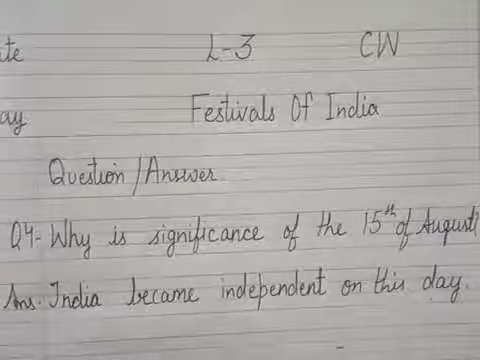 te L-3 CW
ay Festivals Of India
Question/Answer
Q4- Why is significance of the 15th of August?
Ans. India became independent on this day.